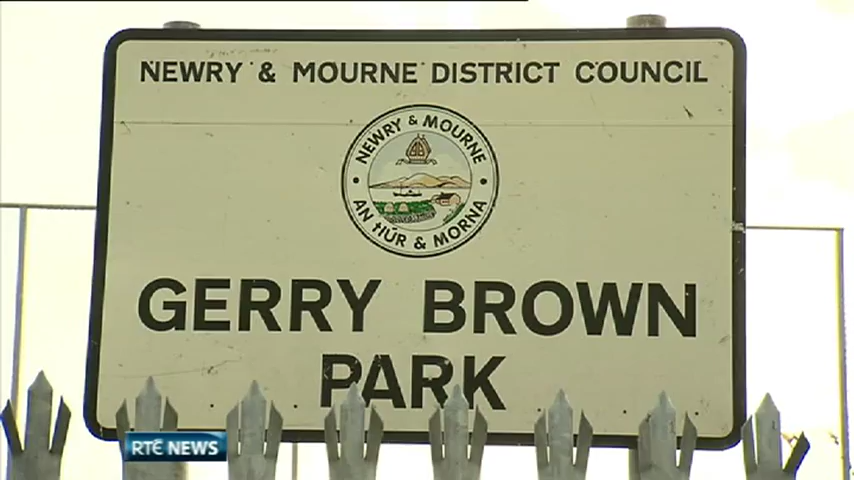 NEWRY & MOURNE DISTRICT COUNCIL
NEWRY & MOURNE
AN IÚR & MORNA
GERRY BROWN
PARK
RTÉ NEWS